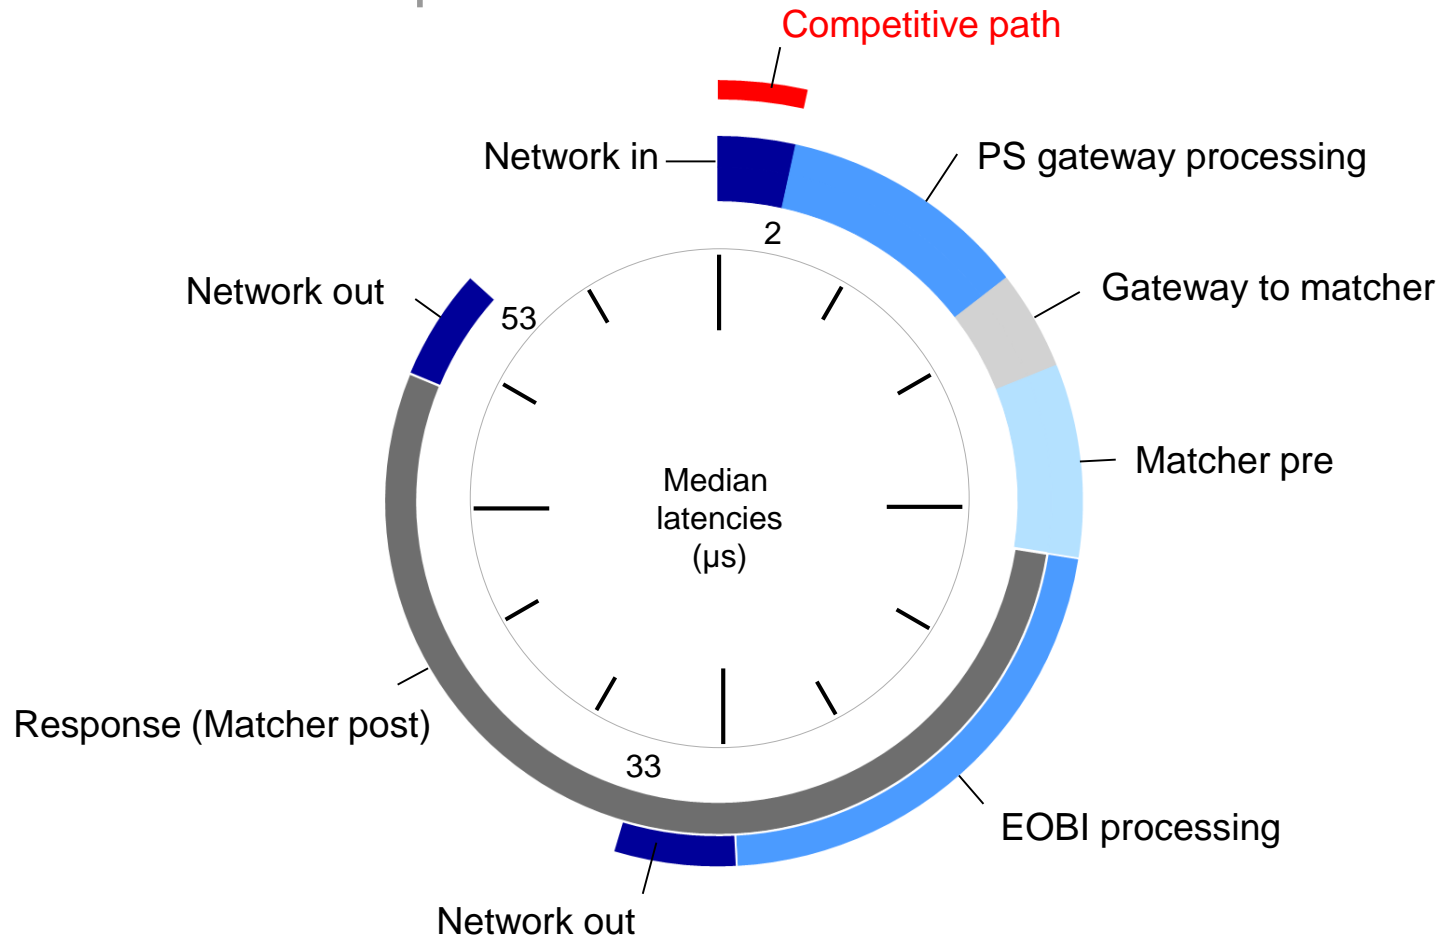 Competitive path
Network in
PS gateway processing
2
Network out
Gateway to matcher
53
Matcher pre
Median
latencies
(µs)
Response (Matcher post)
33
EOBI processing
Network out